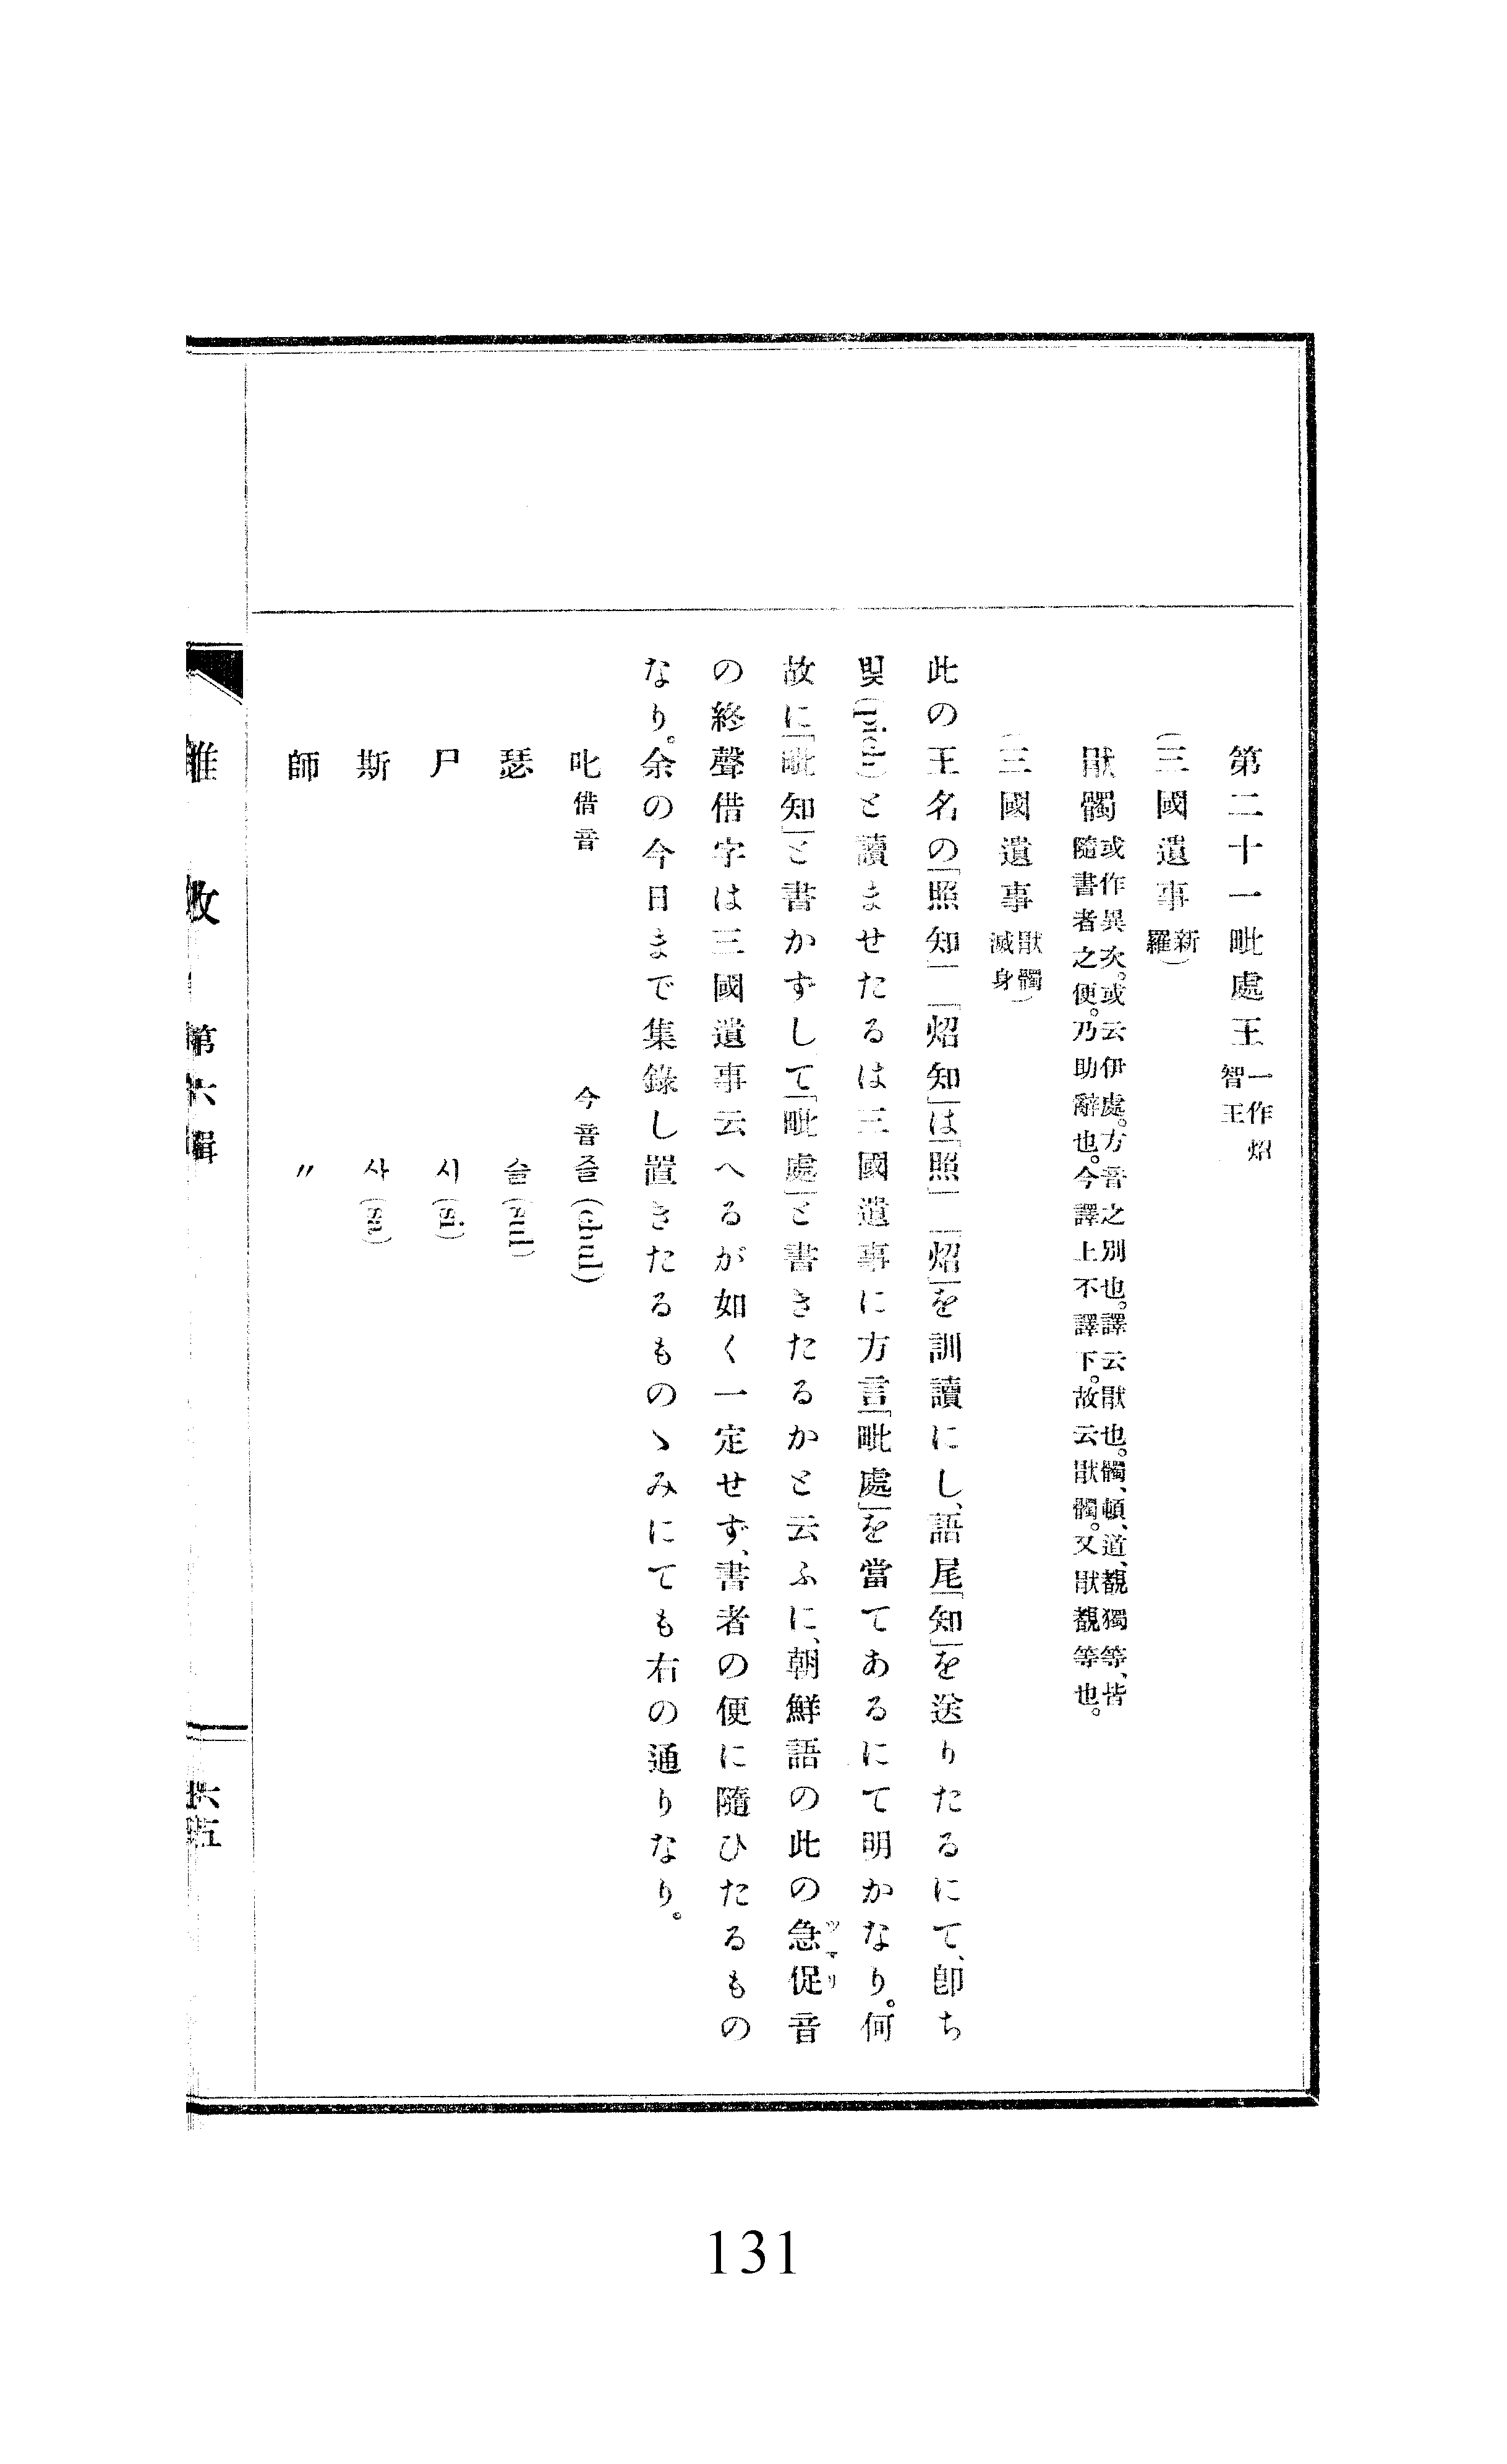 第二十一毗處王 一作炤智王
(三國遺事 新羅)
猒髑 或作異次。或云伊處。方音之別也。譯云猒也。髑、頓、道、覩、獨等、皆隨書者之便。乃助辭也。今譯上不譯下。故云猒髑。又猒覩等也。
(三國遺事 猒髑滅身)
此の王名の「照知」「炤知」は「照」「炤」を訓讀にし、語尾「知」を送りたるにて、卽ち
빛(pich)と讀ませたるは三國遺事に方言「毗處」を當てあるにて明かなり。何
故に「毗知」と書かずして「毗處」と書きたるかと云ふに、朝鮮語の此の急促音ツマリ
の終聲借字は三國遺事云へるが如く一定せず、書者の便に隨ひたるもの
なり。余の今日まで集錄し置きたるものゝみにても右の通りなり。
叱 借音 今音즐(chul)
瑟 슬(sul)
尸 시(si)
斯 사(sa)
師 〃
雜 攷 第六輯 六五
131